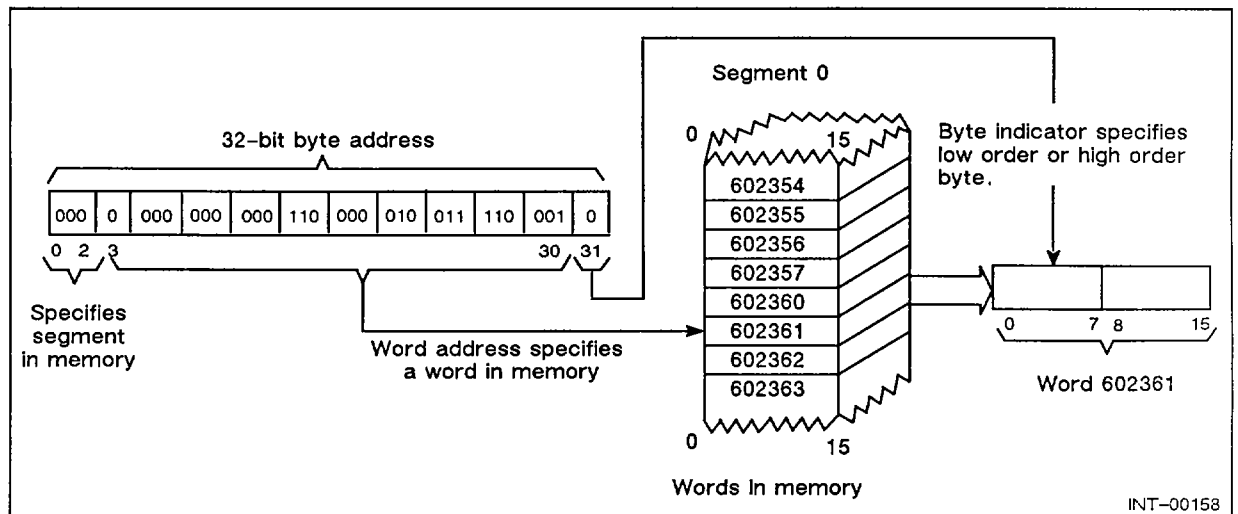 32-bit byte address
000 0 000 000 000 110 000 010 011 110 001 0
0 2 3 30 31
Specifies
segment
in memory
Word address specifies
a word in memory
Segment 0
0 15
602354
602355
602356
602357
602360
602361
602362
602363
0 15
Words in memory
Byte indicator specifies
low order or high order
byte.
0 7 8 15
Word 602361
INT-00158